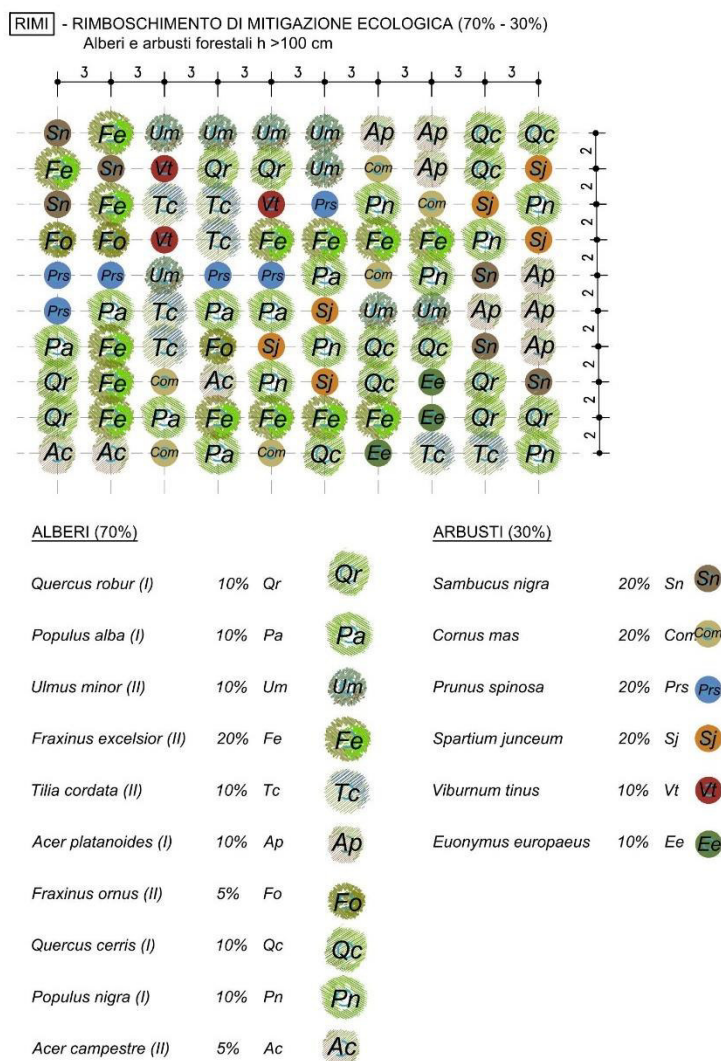 RIMI - RIMBOSCHIMENTO DI MITIGAZIONE ECOLOGICA (70% - 30%)
Alberi e arbusti forestali h >100 cm
3 3 3 3 3 3 3 3 3
Sn Fe Um Um Um Um Ap Ap Qc Qc
2
Fe Sn Vt Qr Qr Um Com Ap Qc Sj
2
Sn Fe Tc Tc Vt Prs Pn Com Sj Pn
2
Fo Fo Vt Tc Fe Fe Fe Fe Pn Sj
2
Prs Prs Um Prs Prs Pa Com Pn Sn Ap
2
Prs Pa Tc Pa Pa Sj Um Um Ap Ap
2
Pa Fe Tc Fo Sj Pn Qc Qc Sn Ap
2
Qr Fe Com Ac Pn Sj Qc Ee Qr Sn
2
Qr Fe Pa Fe Fe Fe Fe Ee Qr Qr
2
Ac Ac Com Pa Com Qc Ee Tc Tc Pn
ALBERI (70%)
Quercus robur (I) 10% Qr Qr
Populus alba (I) 10% Pa Pa
Ulmus minor (II) 10% Um Um
Fraxinus excelsior (II) 20% Fe Fe
Tilia cordata (II) 10% Tc Tc
Acer platanoides (I) 10% Ap Ap
Fraxinus ornus (II) 5% Fo Fo
Quercus cerris (I) 10% Qc Qc
Populus nigra (I) 10% Pn Pn
Acer campestre (II) 5% Ac Ac
ARBUSTI (30%)
Sambucus nigra 20% Sn Sn
Cornus mas 20% Com Com
Prunus spinosa 20% Prs Prs
Spartium junceum 20% Sj Sj
Viburnum tinus 10% Vt Vt
Euonymus europaeus 10% Ee Ee